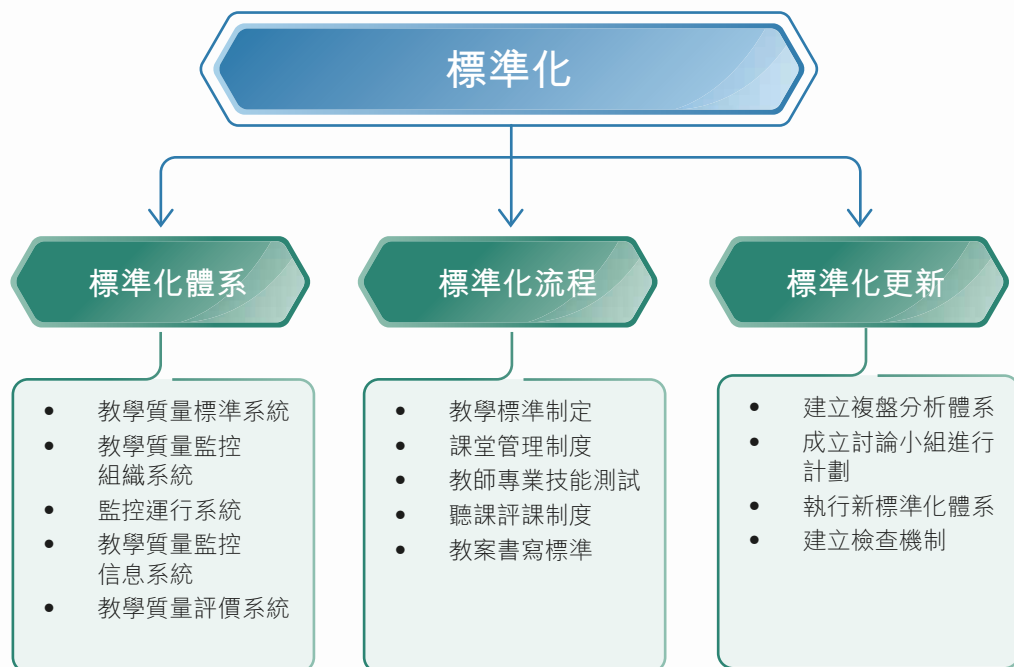 標準化
標準化體系
• 教學質量標準系統
• 教學質量監控
組織系統
• 監控運行系統
• 教學質量監控
信息系統
• 教學質量評價系統
標準化流程
• 教學標準制定
• 課堂管理制度
• 教師專業技能測試
• 聽課評課制度
• 教案書寫標準
標準化更新
• 建立複盤分析體系
• 成立討論小組進行
計劃
• 執行新標準化體系
• 建立檢查機制